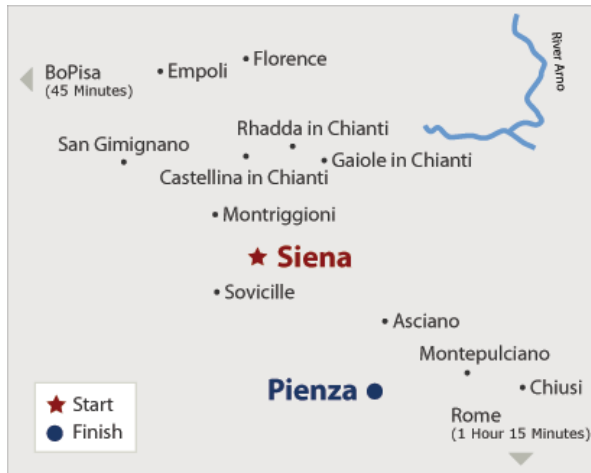 River Arno
• Florence
• Empoli
BoPisa
(45 Minutes)
Rhadda in Chianti
San Gimignano
• Gaiole in Chianti
Castellina in Chianti
• Montriggioni
Siena
• Sovicille
• Asciano
Montepulciano
Pienza
• Chiusi
Start
Finish
Rome
(1 Hour 15 Minutes)